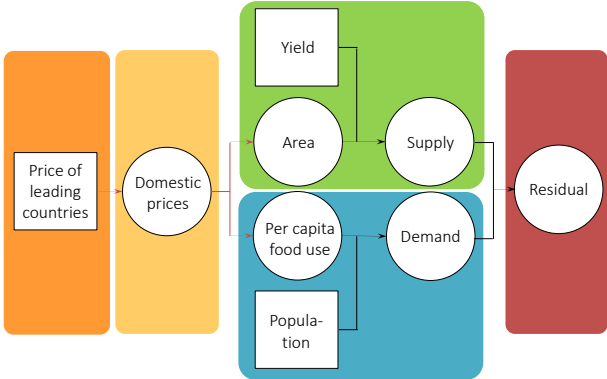 Price of
leading
countries
Domestic
prices
Yield
Area
Supply
Per capita
food use
Demand
Popula-
tion
Residual